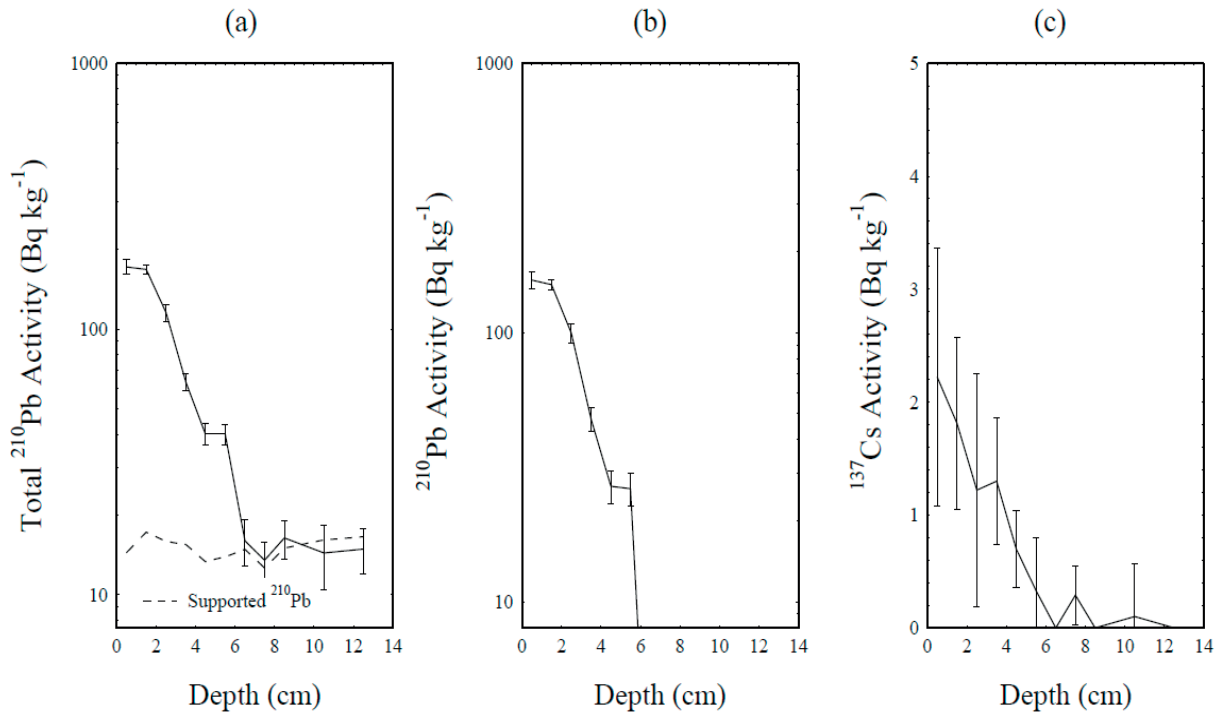 (a)
(b)
(c)
Total ²¹⁰Pb Activity (Bq kg⁻¹)
1000
100
10
Supported ²¹⁰Pb
0 2 4 6 8 10 12 14
Depth (cm)
²¹⁰Pb Activity (Bq kg⁻¹)
1000
100
10
0 2 4 6 8 10 12 14
Depth (cm)
¹³⁷Cs Activity (Bq kg⁻¹)
5
4
3
2
1
0
0 2 4 6 8 10 12 14
Depth (cm)